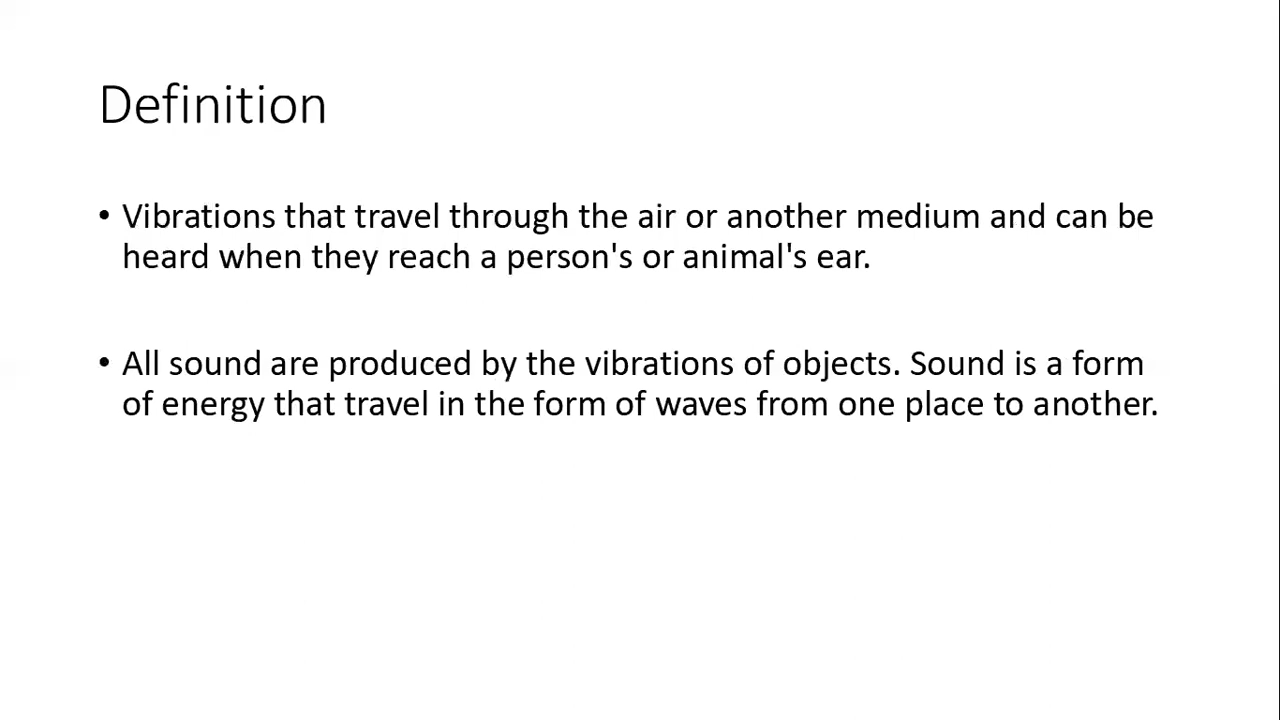 Definition
• Vibrations that travel through the air or another medium and can be
heard when they reach a person's or animal's ear.
• All sound are produced by the vibrations of objects. Sound is a form
of energy that travel in the form of waves from one place to another.